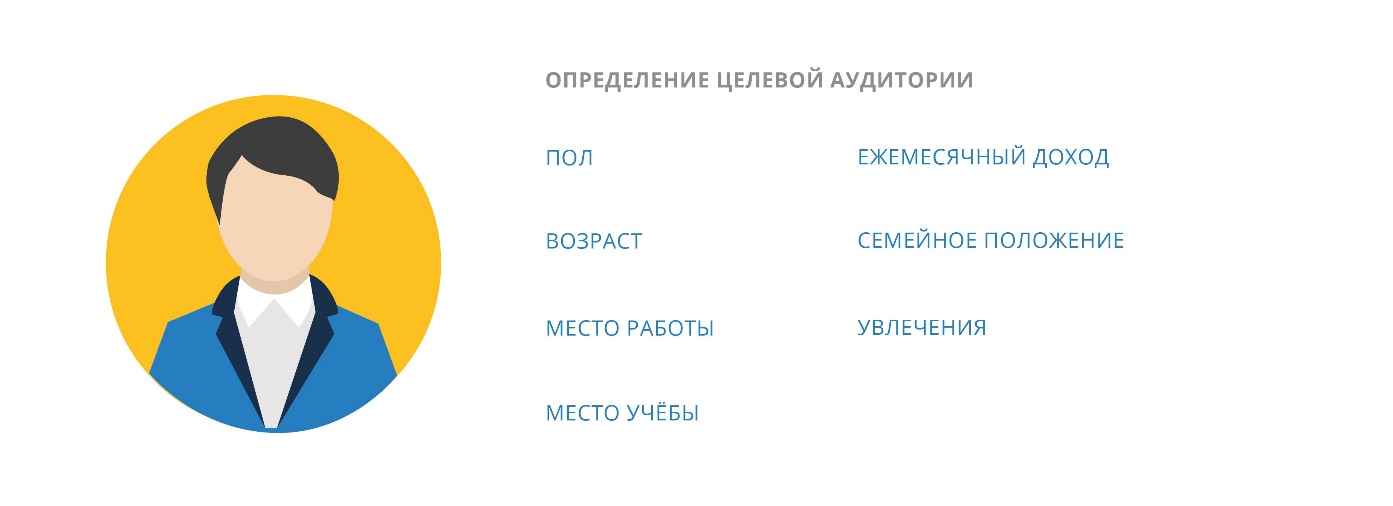 ОПРЕДЕЛЕНИЕ ЦЕЛЕВОЙ АУДИТОРИИ
ПОЛ
ВОЗРАСТ
МЕСТО РАБОТЫ
МЕСТО УЧЁБЫ
ЕЖЕМЕСЯЧНЫЙ ДОХОД
СЕМЕЙНОЕ ПОЛОЖЕНИЕ
УВЛЕЧЕНИЯ